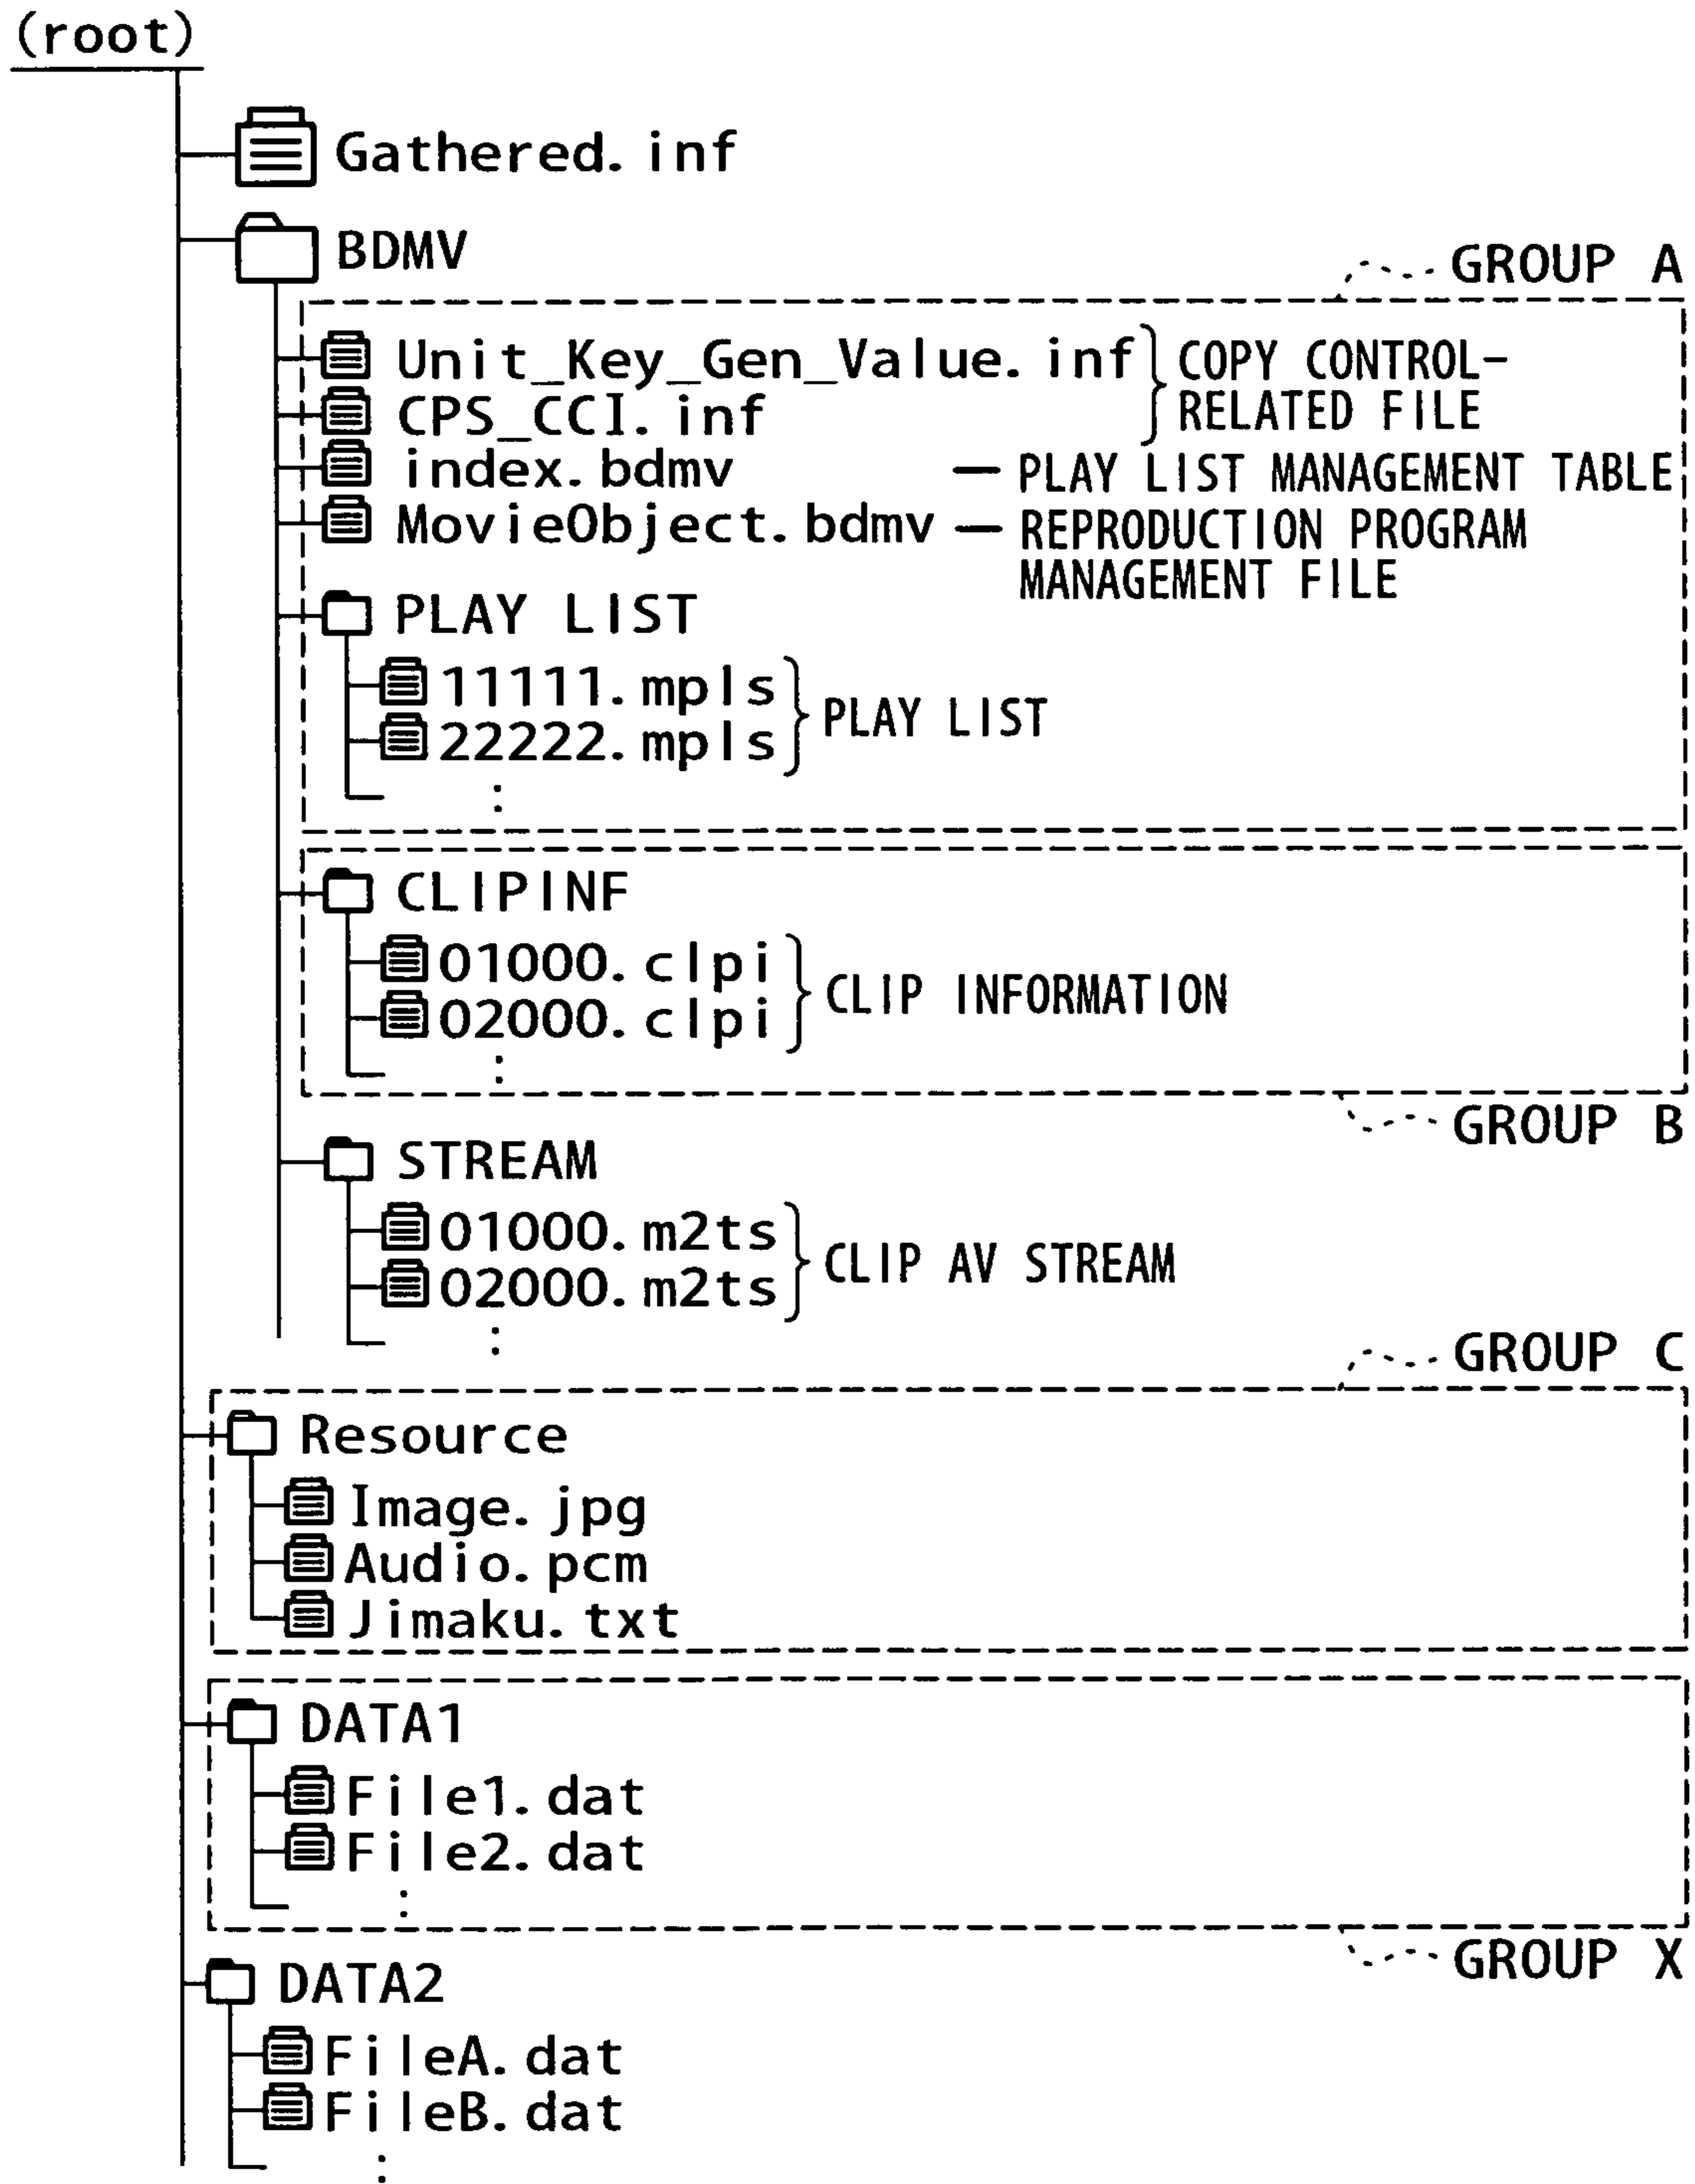 (root)
Gathered.inf
BDMV
GROUP A
Unit_Key_Gen_Value.inf
COPY CONTROL-
RELATED FILE
CPS_CCI.inf
index.bdmv — PLAY LIST MANAGEMENT TABLE
MovieObject.bdmv — REPRODUCTION PROGRAM
MANAGEMENT FILE
PLAY LIST
11111.mpls
22222.mpls
PLAY LIST
:
CLIPINF
01000.clpi
02000.clpi
CLIP INFORMATION
:
GROUP B
STREAM
01000.m2ts
02000.m2ts
CLIP AV STREAM
:
GROUP C
Resource
Image.jpg
Audio.pcm
Jimaku.txt
DATA1
File1.dat
File2.dat
:
GROUP X
DATA2
FileA.dat
FileB.dat
: